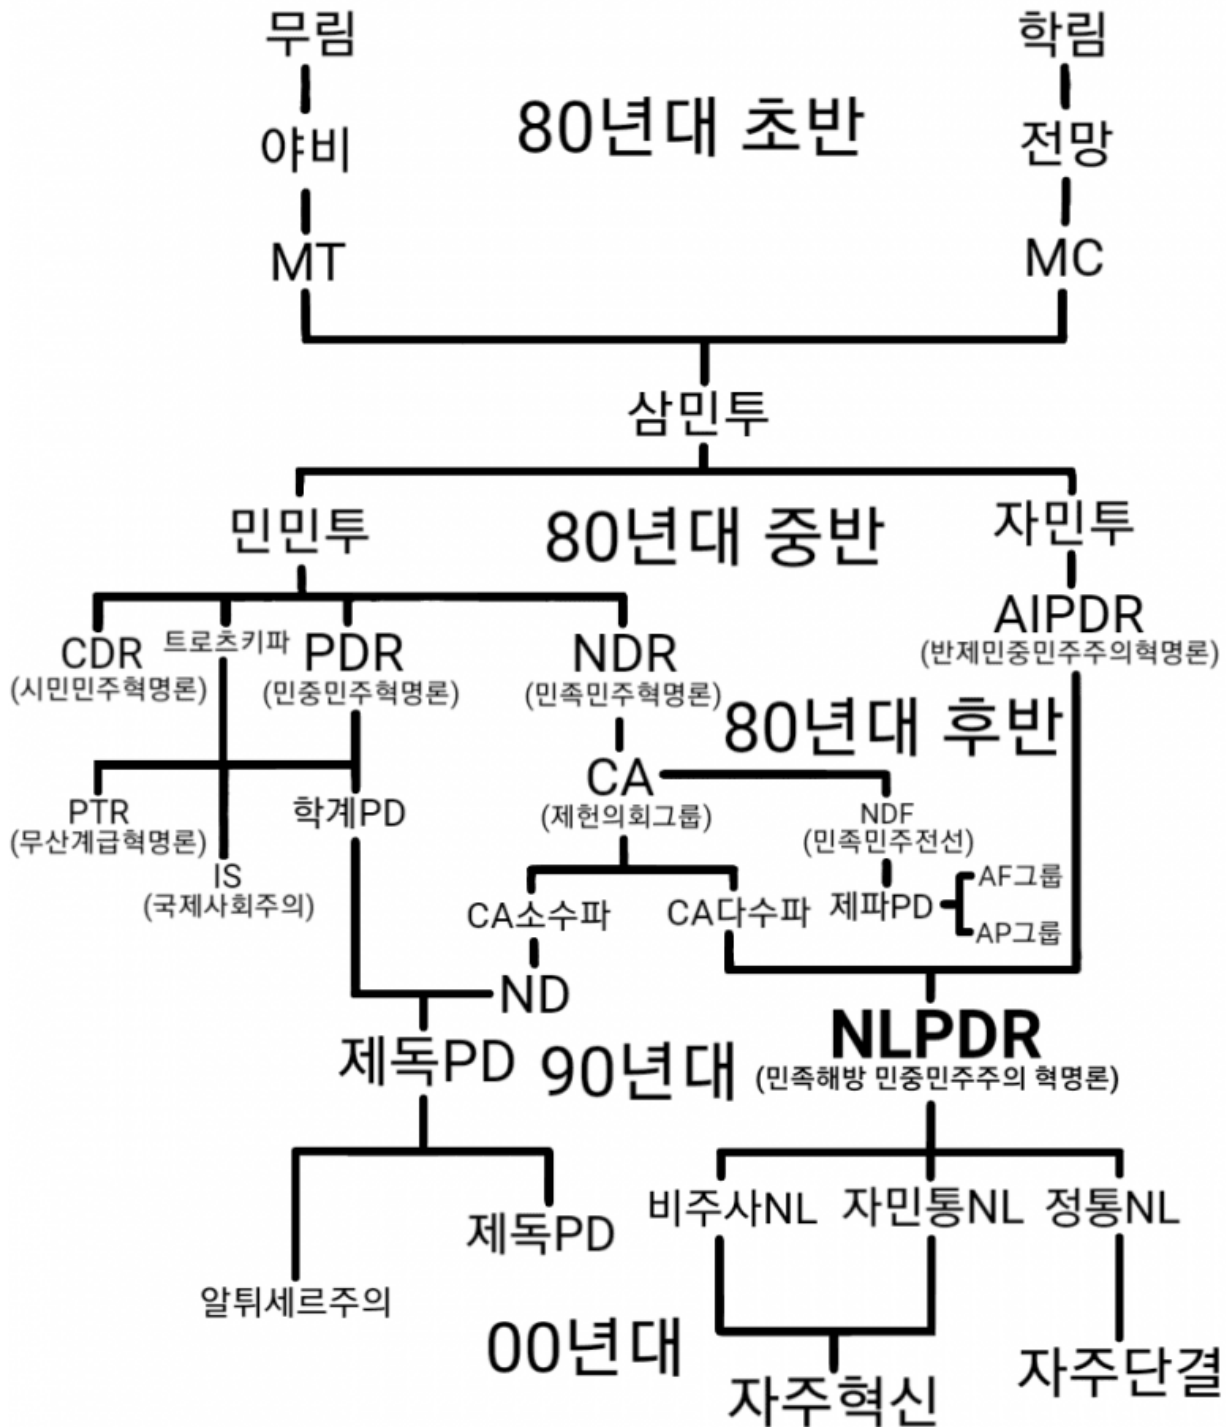 무림
학림
80년대 초반
야비
전망
MT
MC
삼민투
민민투
80년대 중반
자민투
CDR
(시민민주혁명론)
트로츠키파
PDR
(민중민주혁명론)
NDR
(민족민주혁명론)
AIPDR
(반제민중민주주의혁명론)
80년대 후반
PTR
(무산계급혁명론)
IS
(국제사회주의)
학계PD
CA
(제헌의회그룹)
NDF
(민족민주전선)
CA소수파
CA다수파
제파PD
AF그룹
AP그룹
ND
NLPDR
(민족해방 민중민주주의 혁명론)
제독PD
90년대
비주사NL
자민통NL
정통NL
제독PD
알튀세르주의
00년대
자주혁신
자주단결